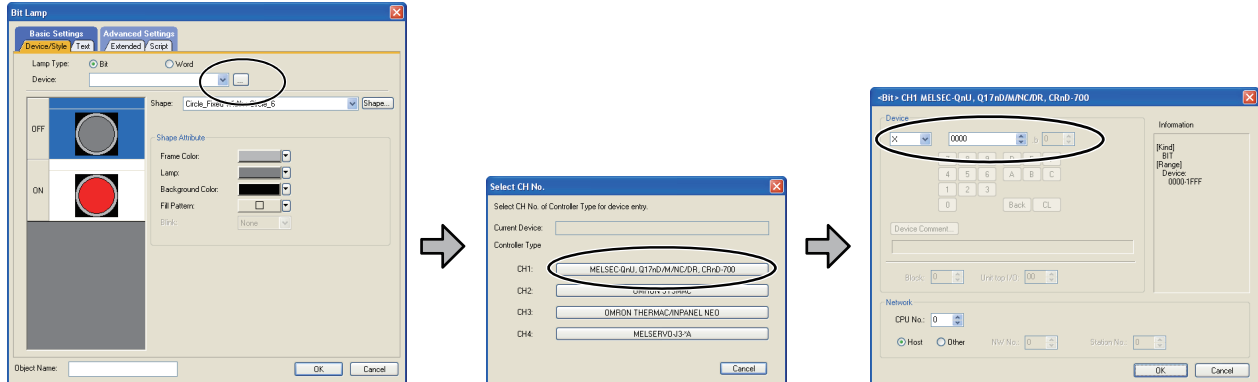 Bit Lamp
Basic Settings
Advanced Settings
Device/Style
Text
Extended
Script
Lamp Type:
Bit
Word
Device:
...
OFF
ON
Shape:
Circle_6
Shape...
Shape Attribute
Frame Color:
Lamp:
Background Color:
Fill Pattern:
Blink:
None
Object Name:
OK
Cancel
Select CH No.
Select CH No. of Controller Type for device entry.
Current Device:
Controller Type
CH1:
MELSEC-QnU, Q17nD/M/NC/DR, CRnD-700
CH2:
OMRON SYSMAC
CH3:
OMRON THERMAC/INPANEL NEO
CH4:
MELSERVO-J3-*A
Cancel
<Bit> CH1 MELSEC-QnU, Q17nD/M/NC/DR, CRnD-700
Device
X
0000
b
0
4 5 6 A B C
1 2 3
0
Back
CL
Device Comment...
Block:
0
Unit top I/O:
00
Information
[Kind]
BIT
[Range]
Device:
0000-1FFF
Network
CPU No.:
0
Host
Other
NW No.:
0
Station No.:
0
OK
Cancel